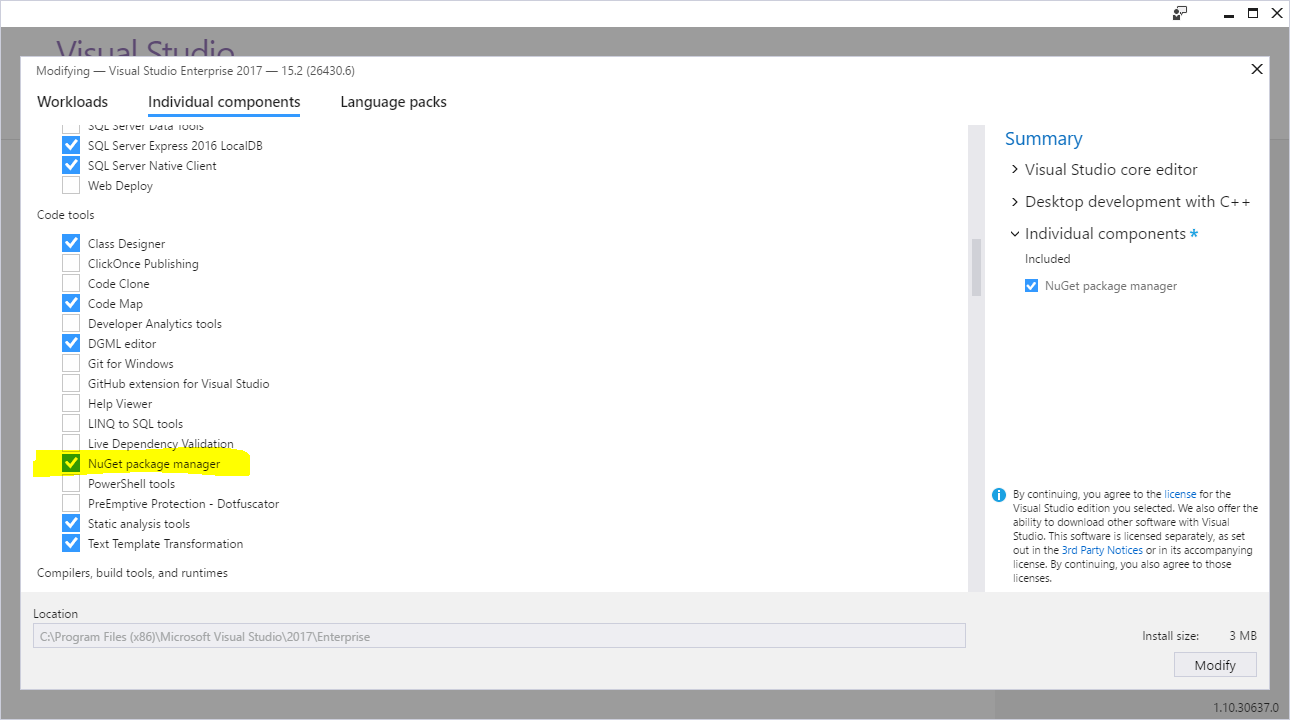 Visual Studio
Modifying — Visual Studio Enterprise 2017 — 15.2 (26430.6)
Workloads
Individual components
Language packs
SQL Server Data Tools
SQL Server Express 2016 LocalDB
SQL Server Native Client
Web Deploy
Code tools
Class Designer
ClickOnce Publishing
Code Clone
Code Map
Developer Analytics tools
DGML editor
Git for Windows
GitHub extension for Visual Studio
Help Viewer
LINQ to SQL tools
Live Dependency Validation
NuGet package manager
PowerShell tools
PreEmptive Protection - Dotfuscator
Static analysis tools
Text Template Transformation
Compilers, build tools, and runtimes
Summary
Visual Studio core editor
Desktop development with C++
Individual components *
Included
NuGet package manager
By continuing, you agree to the license for the
Visual Studio edition you selected. We also offer the
ability to download other software with Visual
Studio. This software is licensed separately, as set
out in the 3rd Party Notices or in its accompanying
license. By continuing, you also agree to those
licenses.
Location
C:\Program Files (x86)\Microsoft Visual Studio\2017\Enterprise
Install size: 3 MB
Modify
1.10.30637.0